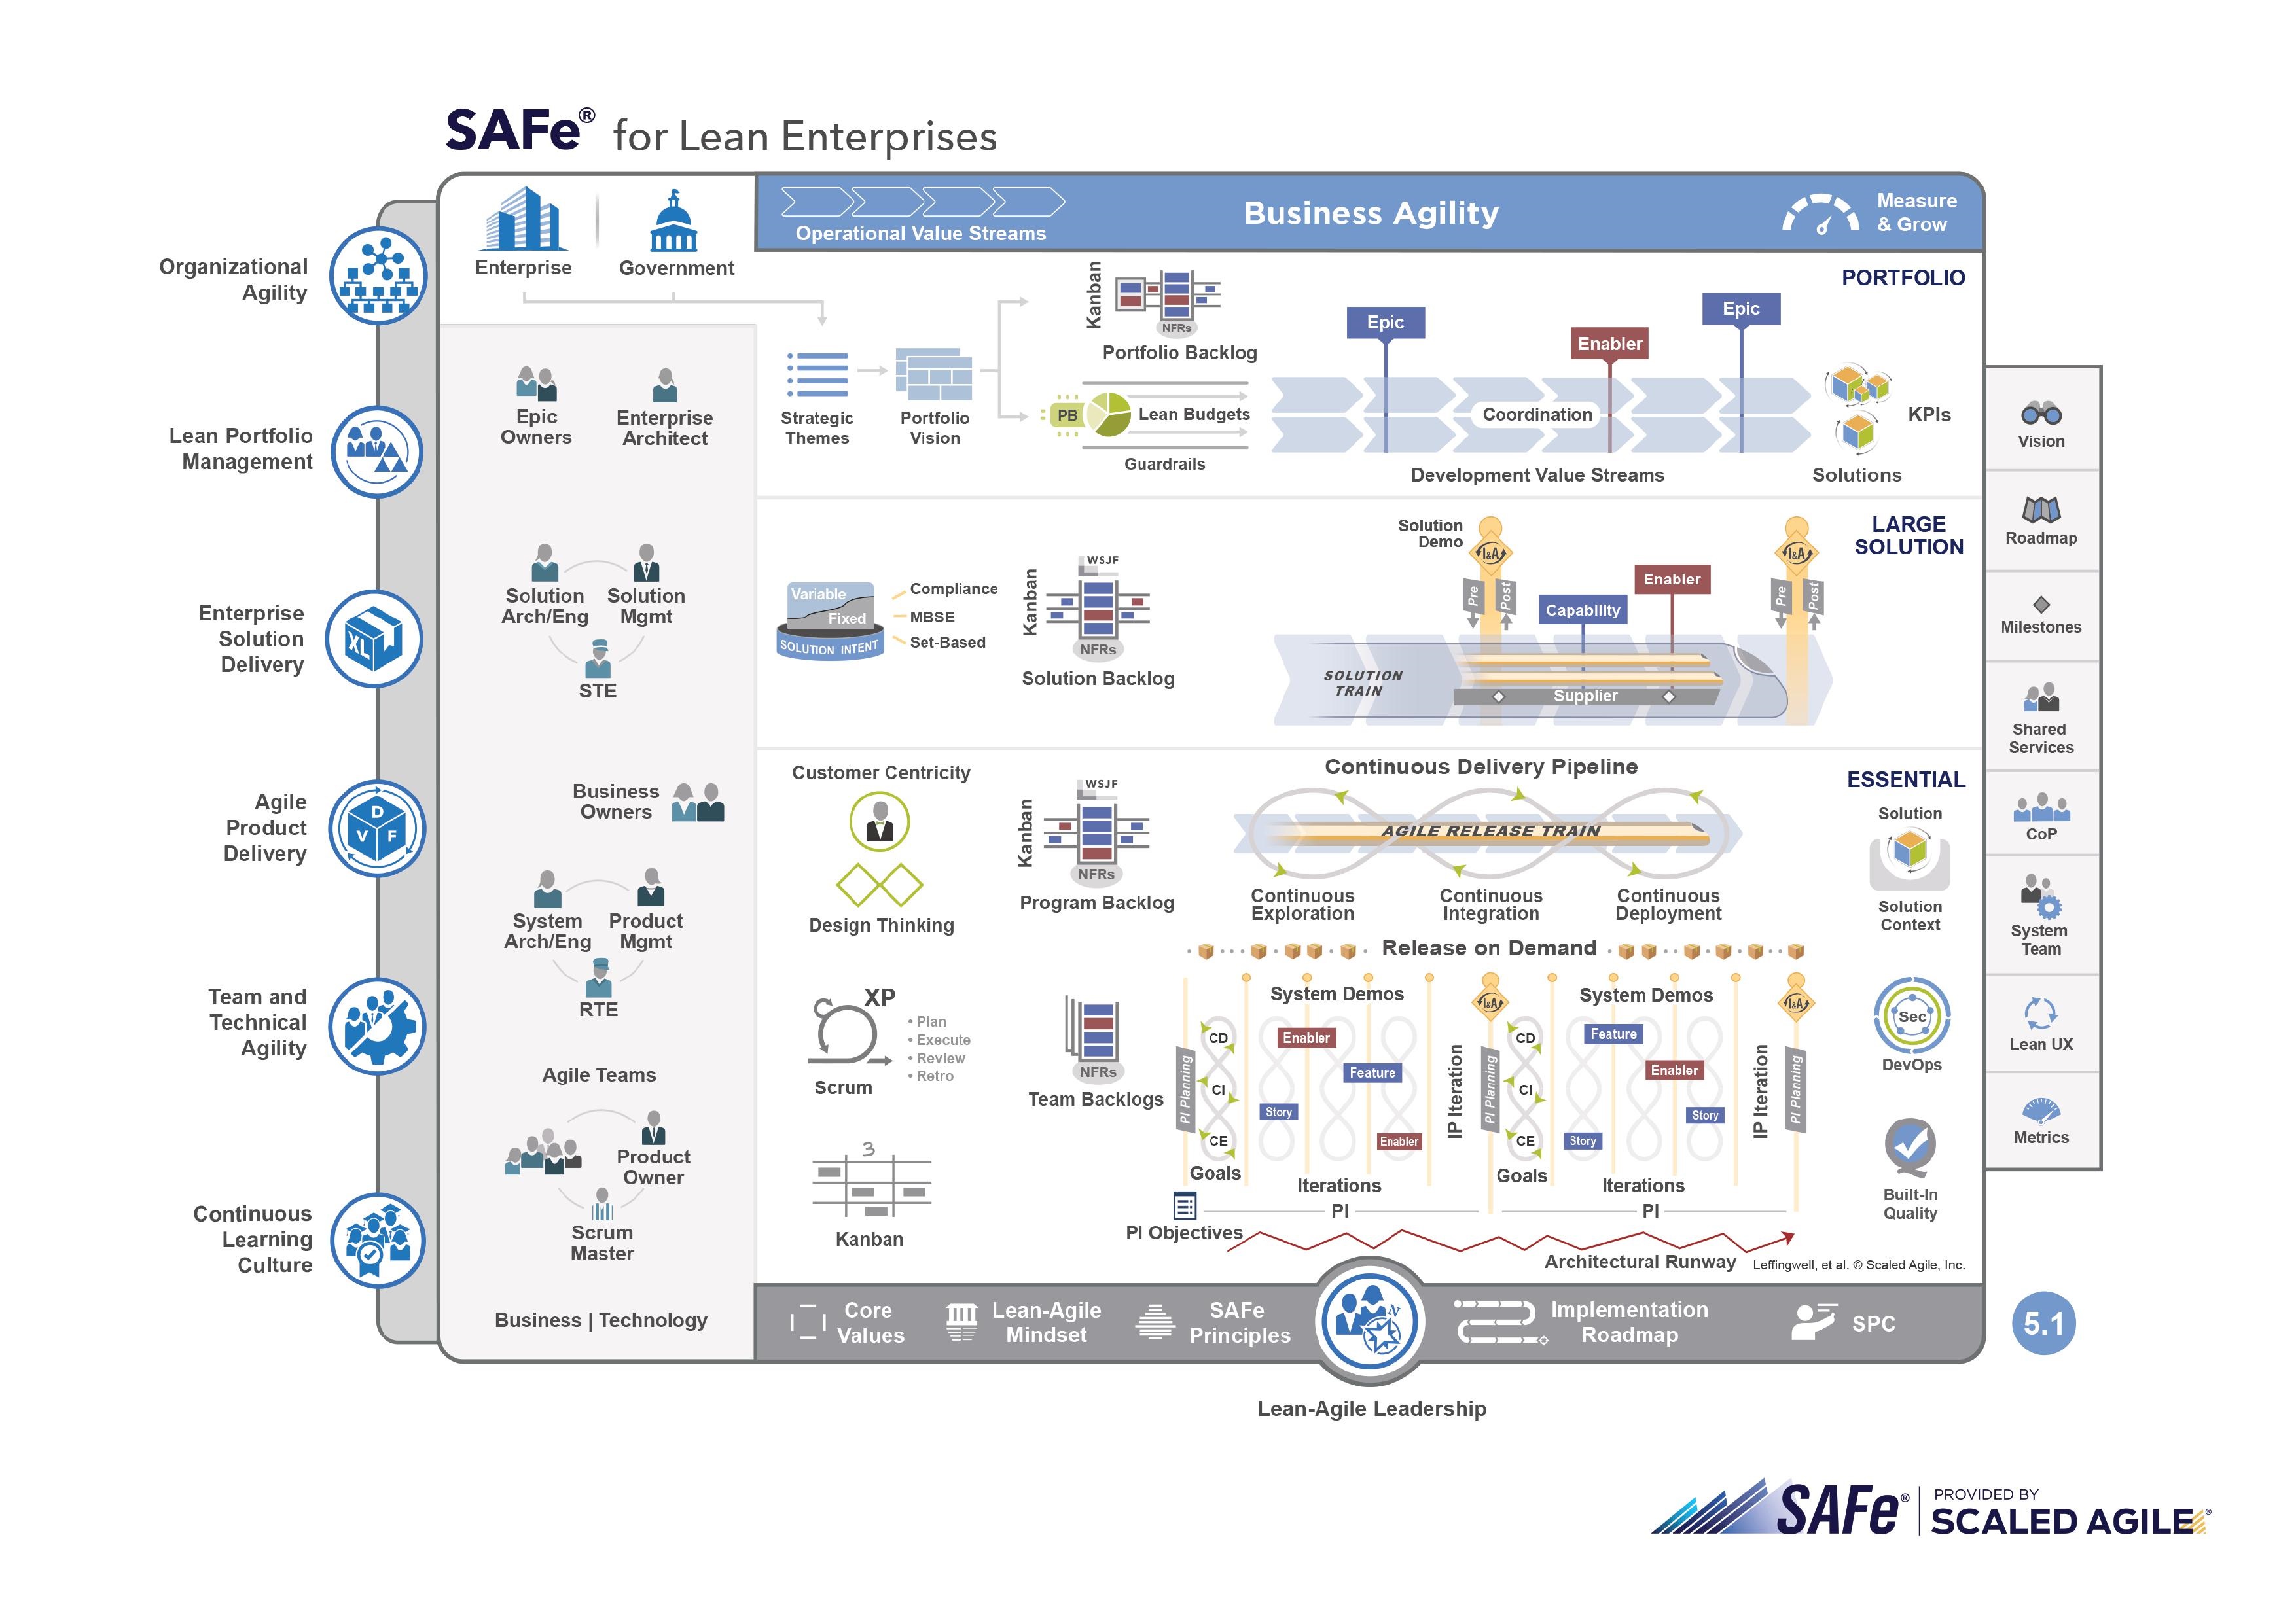 SAFe® for Lean Enterprises
Enterprise
Government
Operational Value Streams
Business Agility
Measure
& Grow
Organizational
Agility
Lean Portfolio
Management
Enterprise
Solution
Delivery
Agile
Product
Delivery
Team and
Technical
Agility
Continuous
Learning
Culture
XL
D
V F
Epic
Owners
Enterprise
Architect
Solution
Arch/Eng
Solution
Mgmt
STE
Business
Owners
System
Arch/Eng
Product
Mgmt
RTE
Agile Teams
Product
Owner
Scrum
Master
Business | Technology
PORTFOLIO
Strategic
Themes
Portfolio
Vision
Kanban
NFRs
Portfolio Backlog
PB
Lean Budgets
Guardrails
Epic
Enabler
Epic
Coordination
Development Value Streams
KPIs
Solutions
LARGE
SOLUTION
Variable
Fixed
SOLUTION INTENT
Compliance
MBSE
Set-Based
Kanban
WSJF
NFRs
Solution Backlog
Solution
Demo
I&A
Pre
Post
Capability
Enabler
I&A
Pre
Post
SOLUTION
TRAIN
Supplier
ESSENTIAL
Customer Centricity
Design Thinking
Kanban
WSJF
NFRs
Program Backlog
Continuous Delivery Pipeline
AGILE RELEASE TRAIN
Continuous
Exploration
Continuous
Integration
Continuous
Deployment
Release on Demand
Solution
Solution
Context
XP
• Plan
• Execute
• Review
• Retro
Scrum
3
Kanban
NFRs
Team Backlogs
PI Planning
CD
CI
CE
Goals
System Demos
Enabler
Feature
Story
Enabler
Iterations
IP Iteration
I&A
PI Planning
CD
CI
CE
Goals
System Demos
Feature
Enabler
Story
Story
Iterations
IP Iteration
I&A
PI Planning
PI
PI
PI Objectives
Architectural Runway
Leffingwell, et al. © Scaled Agile, Inc.
Sec
DevOps
Built-In
Quality
Vision
Roadmap
Milestones
Shared
Services
CoP
System
Team
Lean UX
Metrics
Core
Values
Lean-Agile
Mindset
SAFe
Principles
N
Lean-Agile Leadership
Implementation
Roadmap
SPC
5.1
SAFe®
PROVIDED BY
SCALED AGILE®